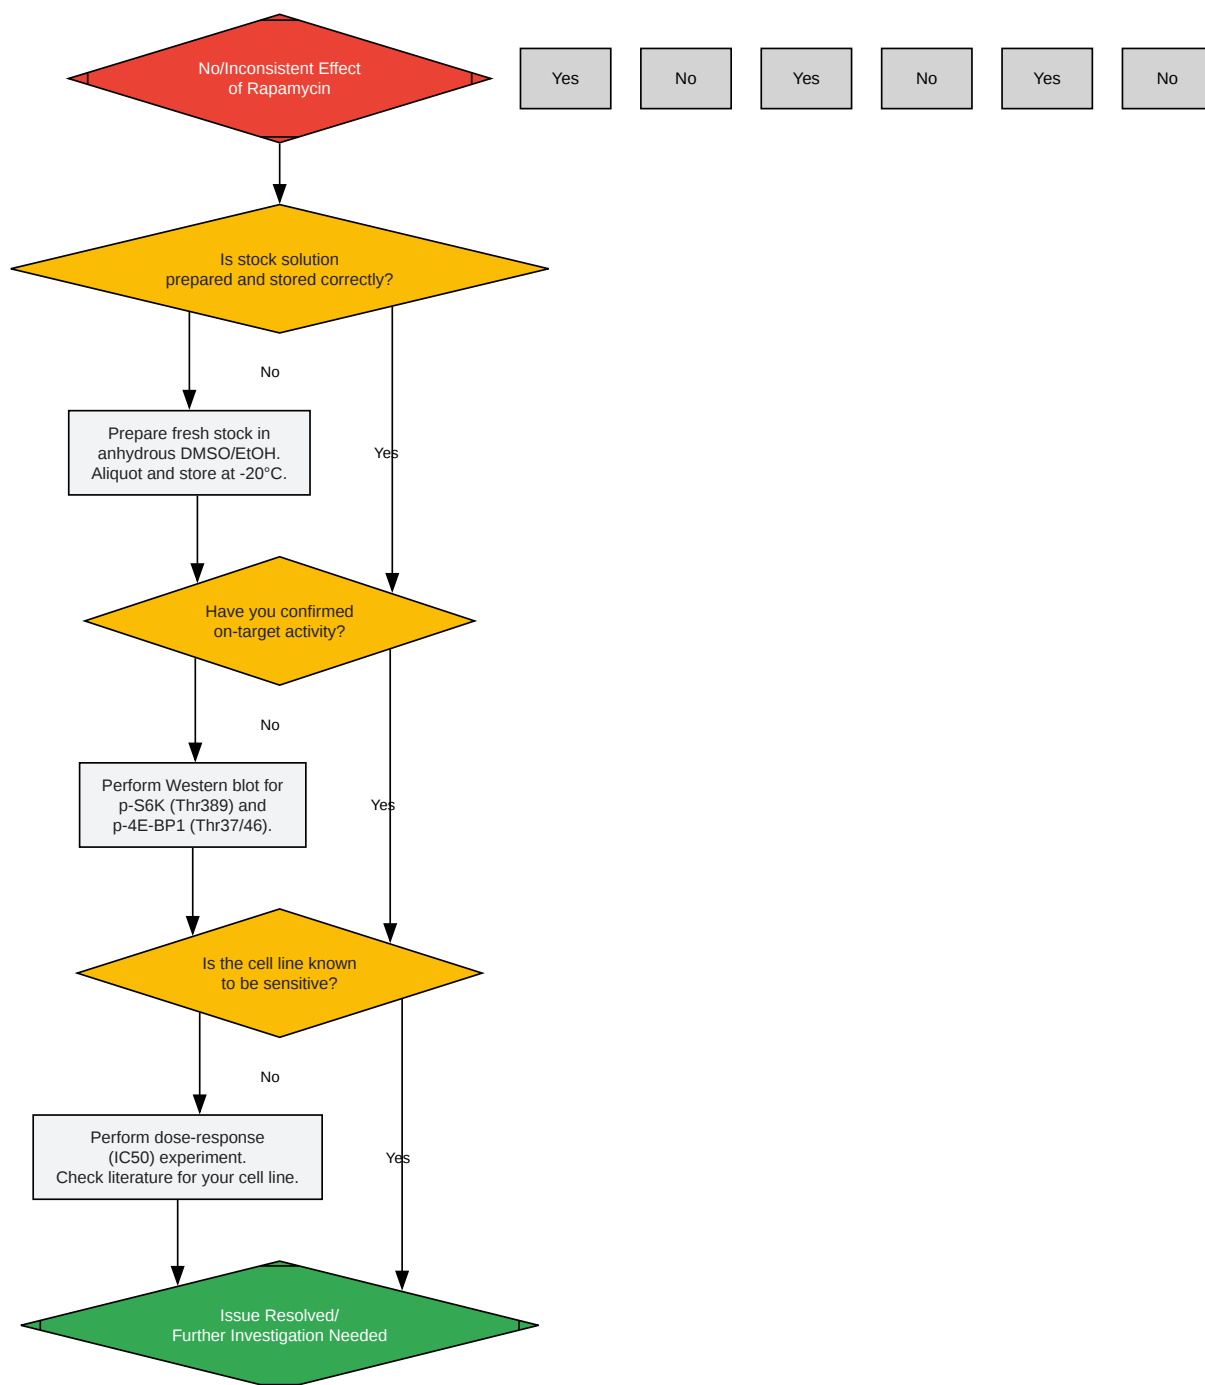 No/Inconsistent Effect
of Rapamycin
Yes
No
Yes
No
Yes
No
Is stock solution
prepared and stored correctly?
No
Prepare fresh stock in
anhydrous DMSO/EtOH.
Aliquot and store at -20°C.
Yes
Have you confirmed
on-target activity?
No
Perform Western blot for
p-S6K (Thr389) and
p-4E-BP1 (Thr37/46).
Yes
Is the cell line known
to be sensitive?
No
Perform dose-response
(IC50) experiment.
Check literature for your cell line.
Yes
Issue Resolved/
Further Investigation Needed